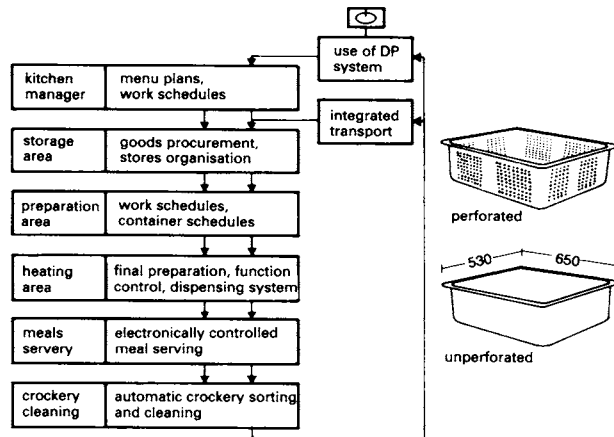 use of DP
system
kitchen
manager
menu plans,
work schedules
integrated
transport
storage
area
goods procurement,
stores organisation
preparation
area
work schedules,
container schedules
heating
area
final preparation, function
control, dispensing system
meals
servery
electronically controlled
meal serving
crockery
cleaning
automatic crockery sorting
and cleaning
perforated
530
650
unperforated